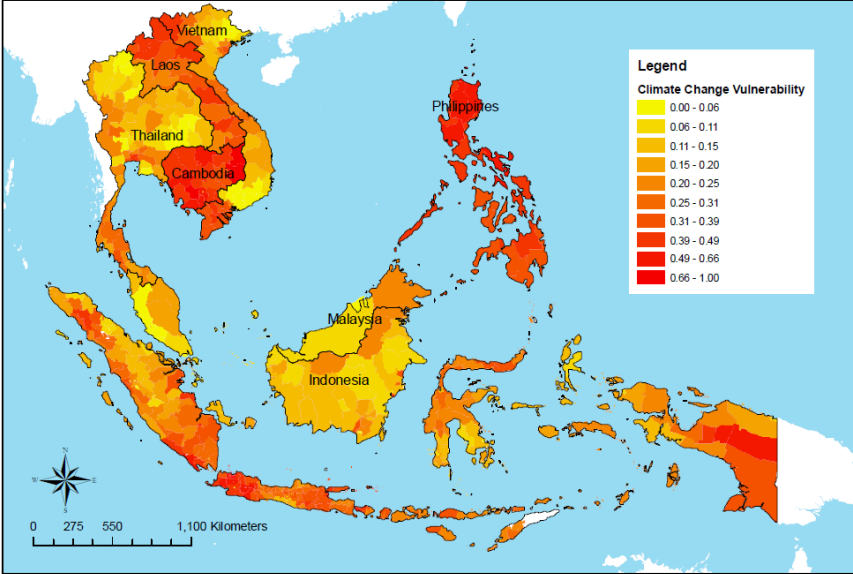 Vietnam
Laos
Thailand
Cambodia
Philippines
Malaysia
Indonesia
Legend
Climate Change Vulnerability
0.00 - 0.06
0.06 - 0.11
0.11 - 0.15
0.15 - 0.20
0.20 - 0.25
0.25 - 0.31
0.31 - 0.39
0.39 - 0.49
0.49 - 0.66
0.66 - 1.00
N
W E
S
0 275 550 1,100 Kilometers